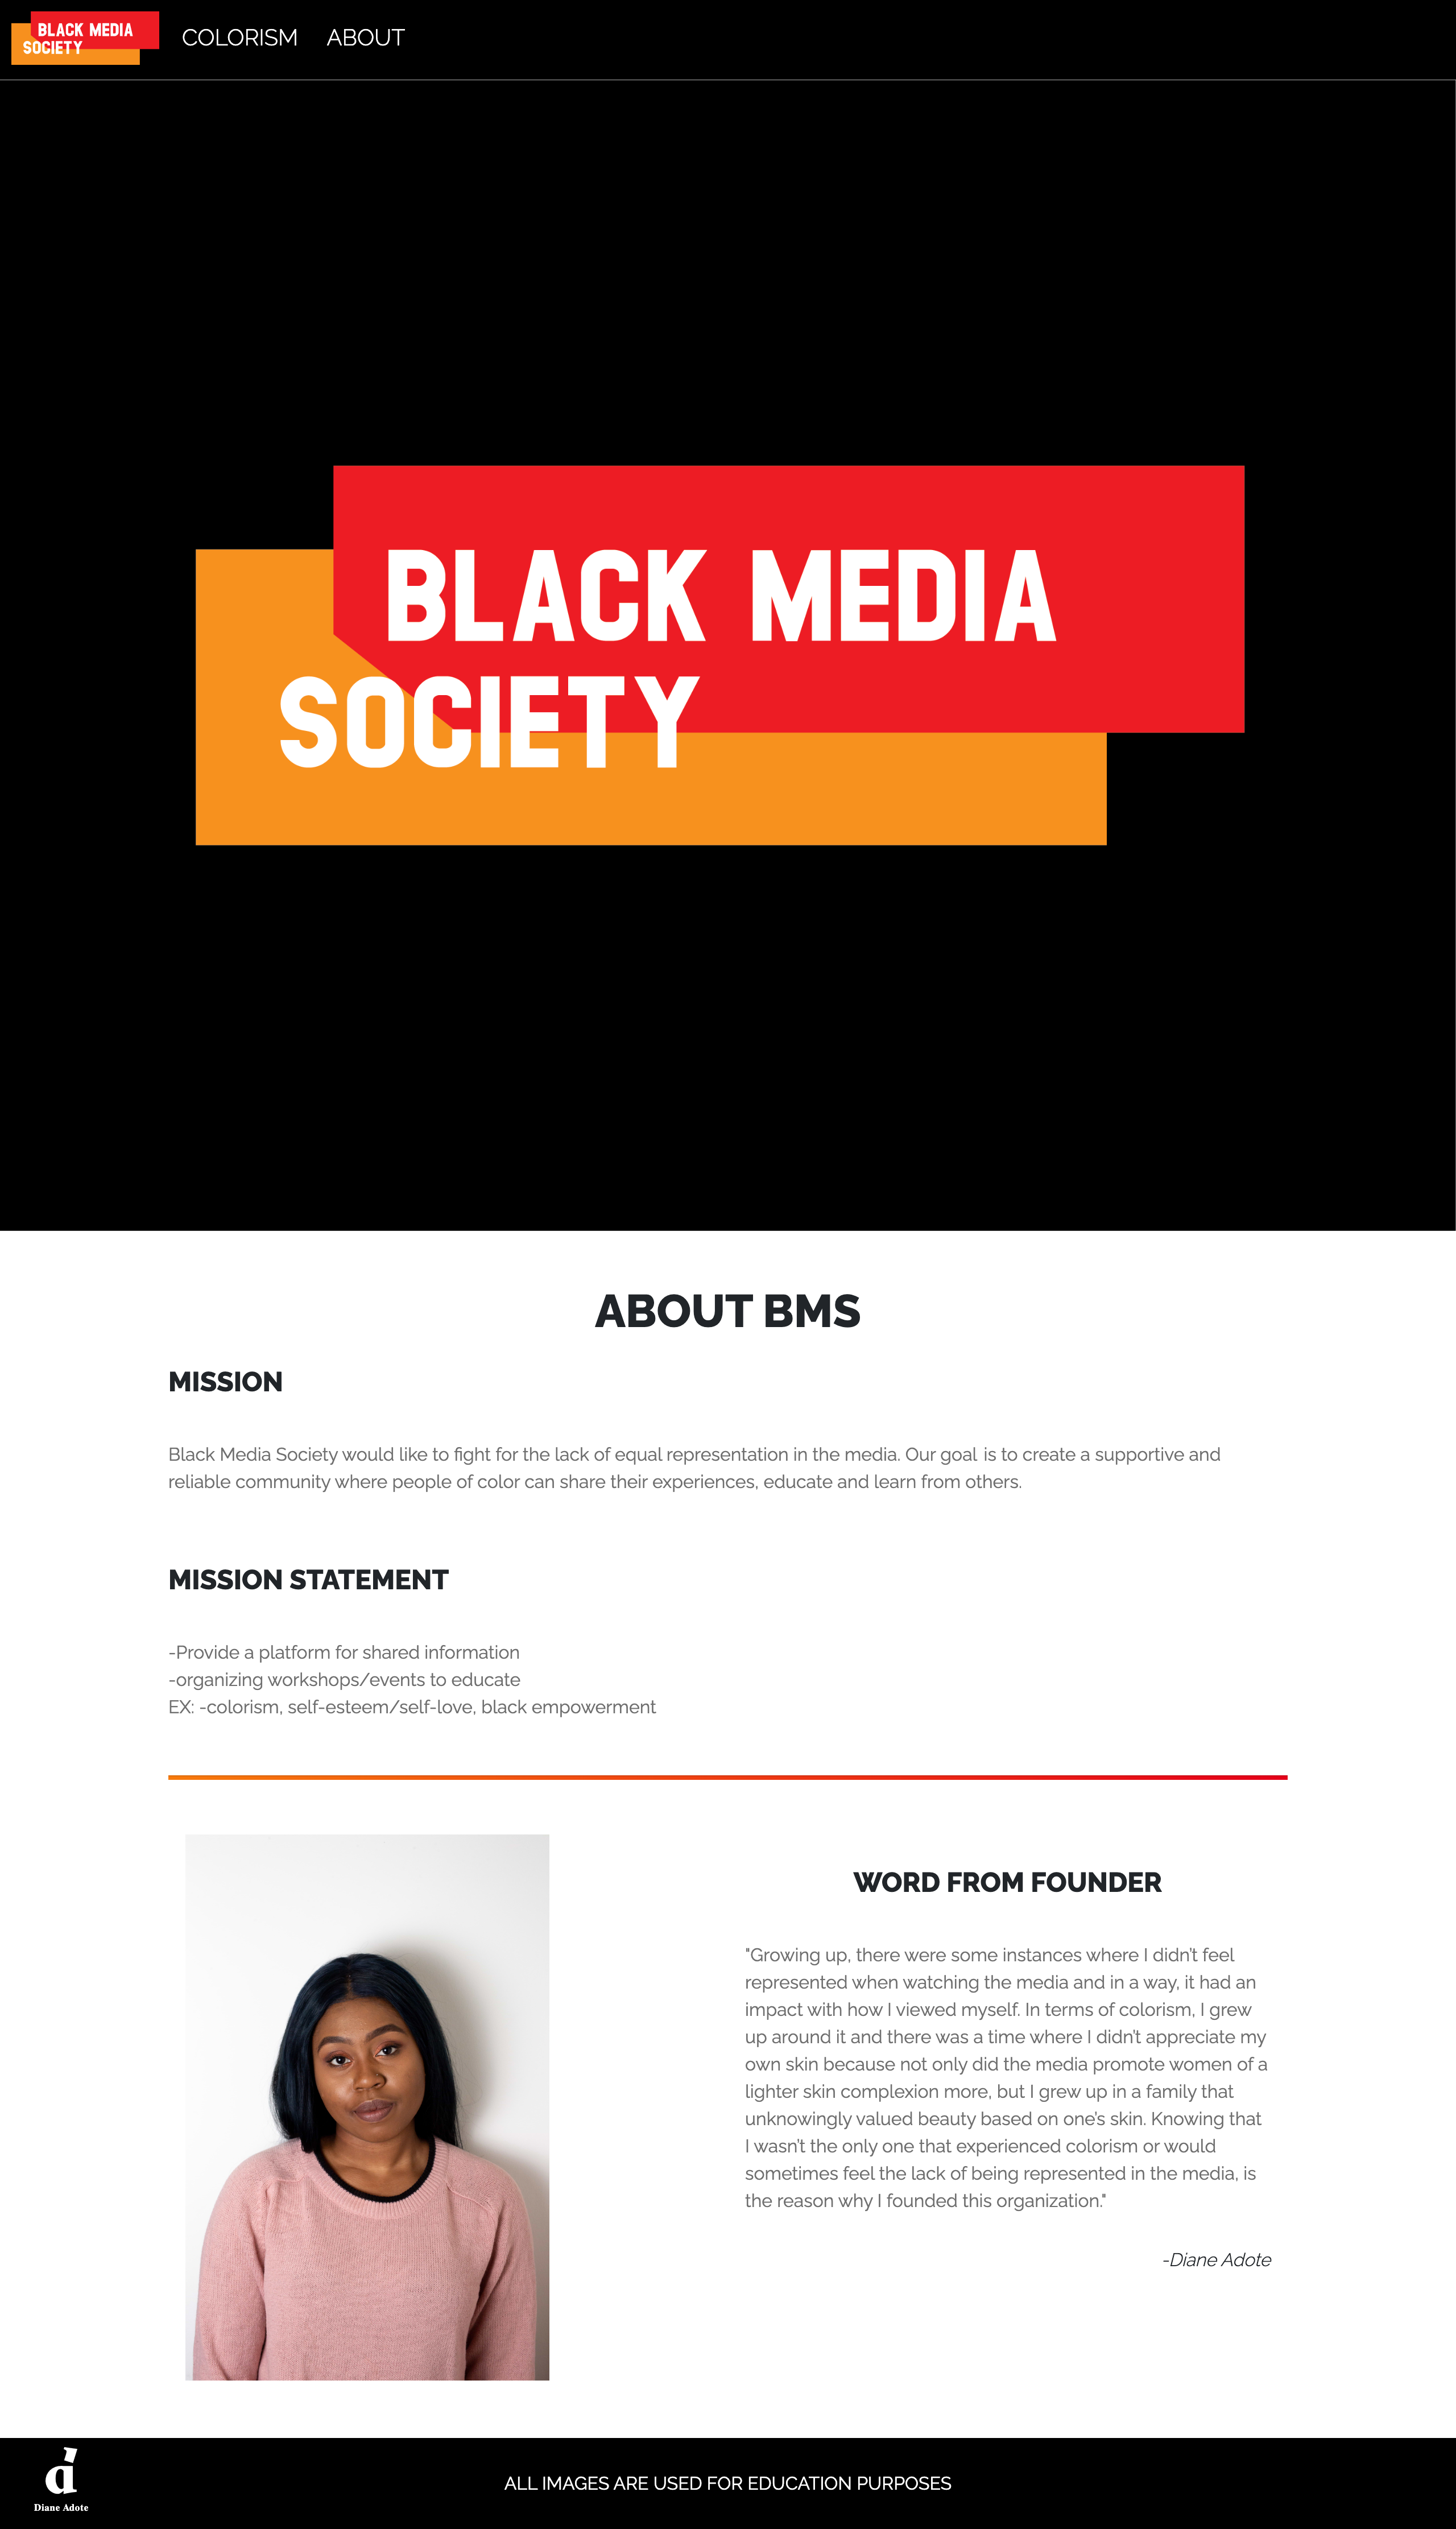 BLACK MEDIA
SOCIETY
COLORISM ABOUT
BLACK MEDIA
SOCIETY
ABOUT BMS
MISSION
Black Media Society would like to fight for the lack of equal representation in the media. Our goal is to create a supportive and
reliable community where people of color can share their experiences, educate and learn from others.
MISSION STATEMENT
-Provide a platform for shared information
-organizing workshops/events to educate
EX: -colorism, self-esteem/self-love, black empowerment
WORD FROM FOUNDER
"Growing up, there were some instances where I didn't feel
represented when watching the media and in a way, it had an
impact with how I viewed myself. In terms of colorism, I grew
up around it and there was a time where I didn't appreciate my
own skin because not only did the media promote women of a
lighter skin complexion more, but I grew up in a family that
unknowingly valued beauty based on one's skin. Knowing that
I wasn't the only one that experienced colorism or would
sometimes feel the lack of being represented in the media, is
the reason why I founded this organization."
-Diane Adote
d
Diane Adote
ALL IMAGES ARE USED FOR EDUCATION PURPOSES